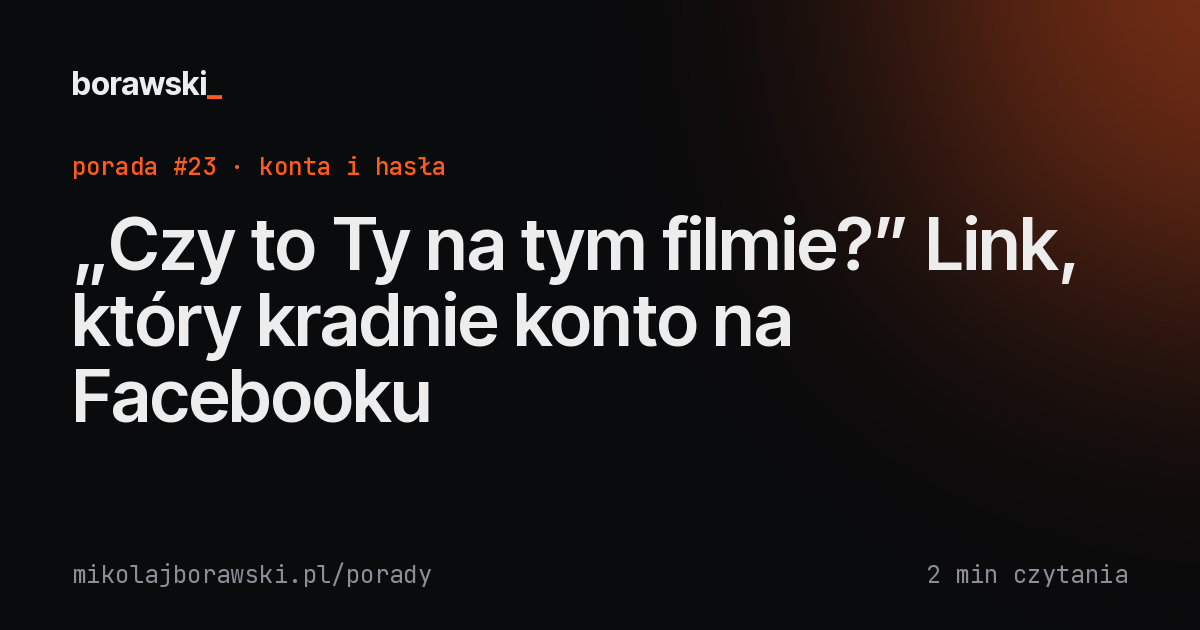 borawski_
porada #23 · konta i hasła
„Czy to Ty na tym filmie?” Link,
który kradnie konto na
Facebooku
mikolajborawski.pl/porady
2 min czytania